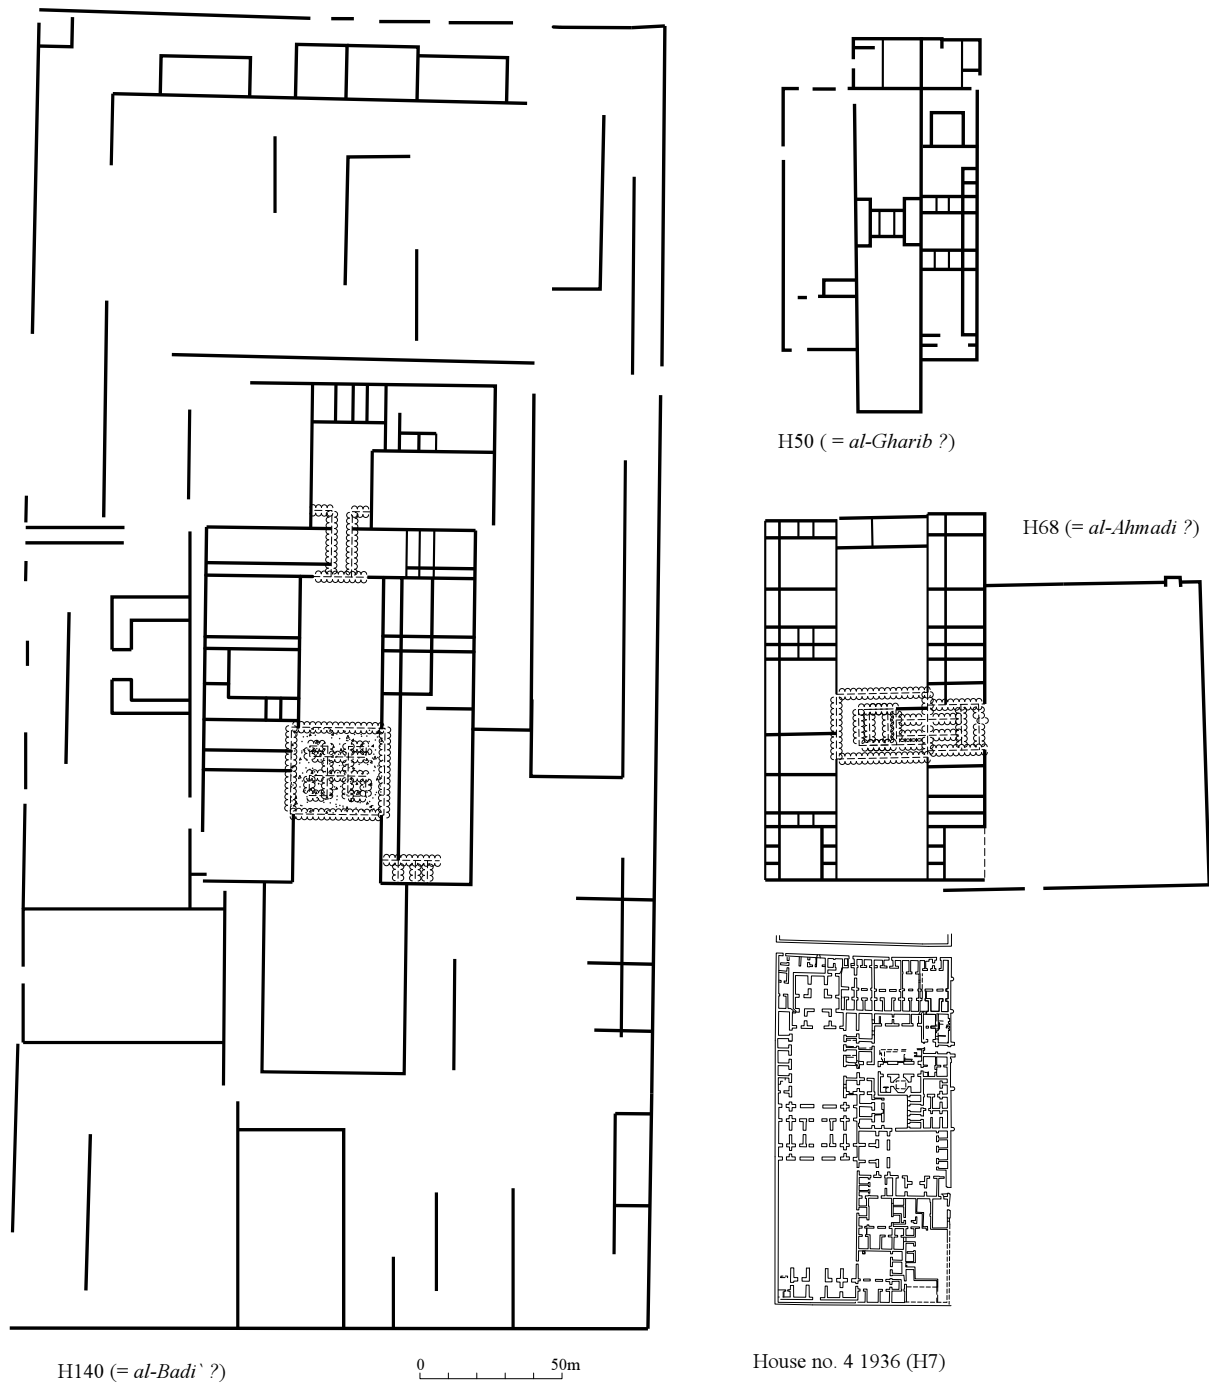 H50 ( = al-Gharib ?)
H68 (= al-Ahmadi ?)
House no. 4 1936 (H7)
H140 (= al-Badi` ?)
0 50m